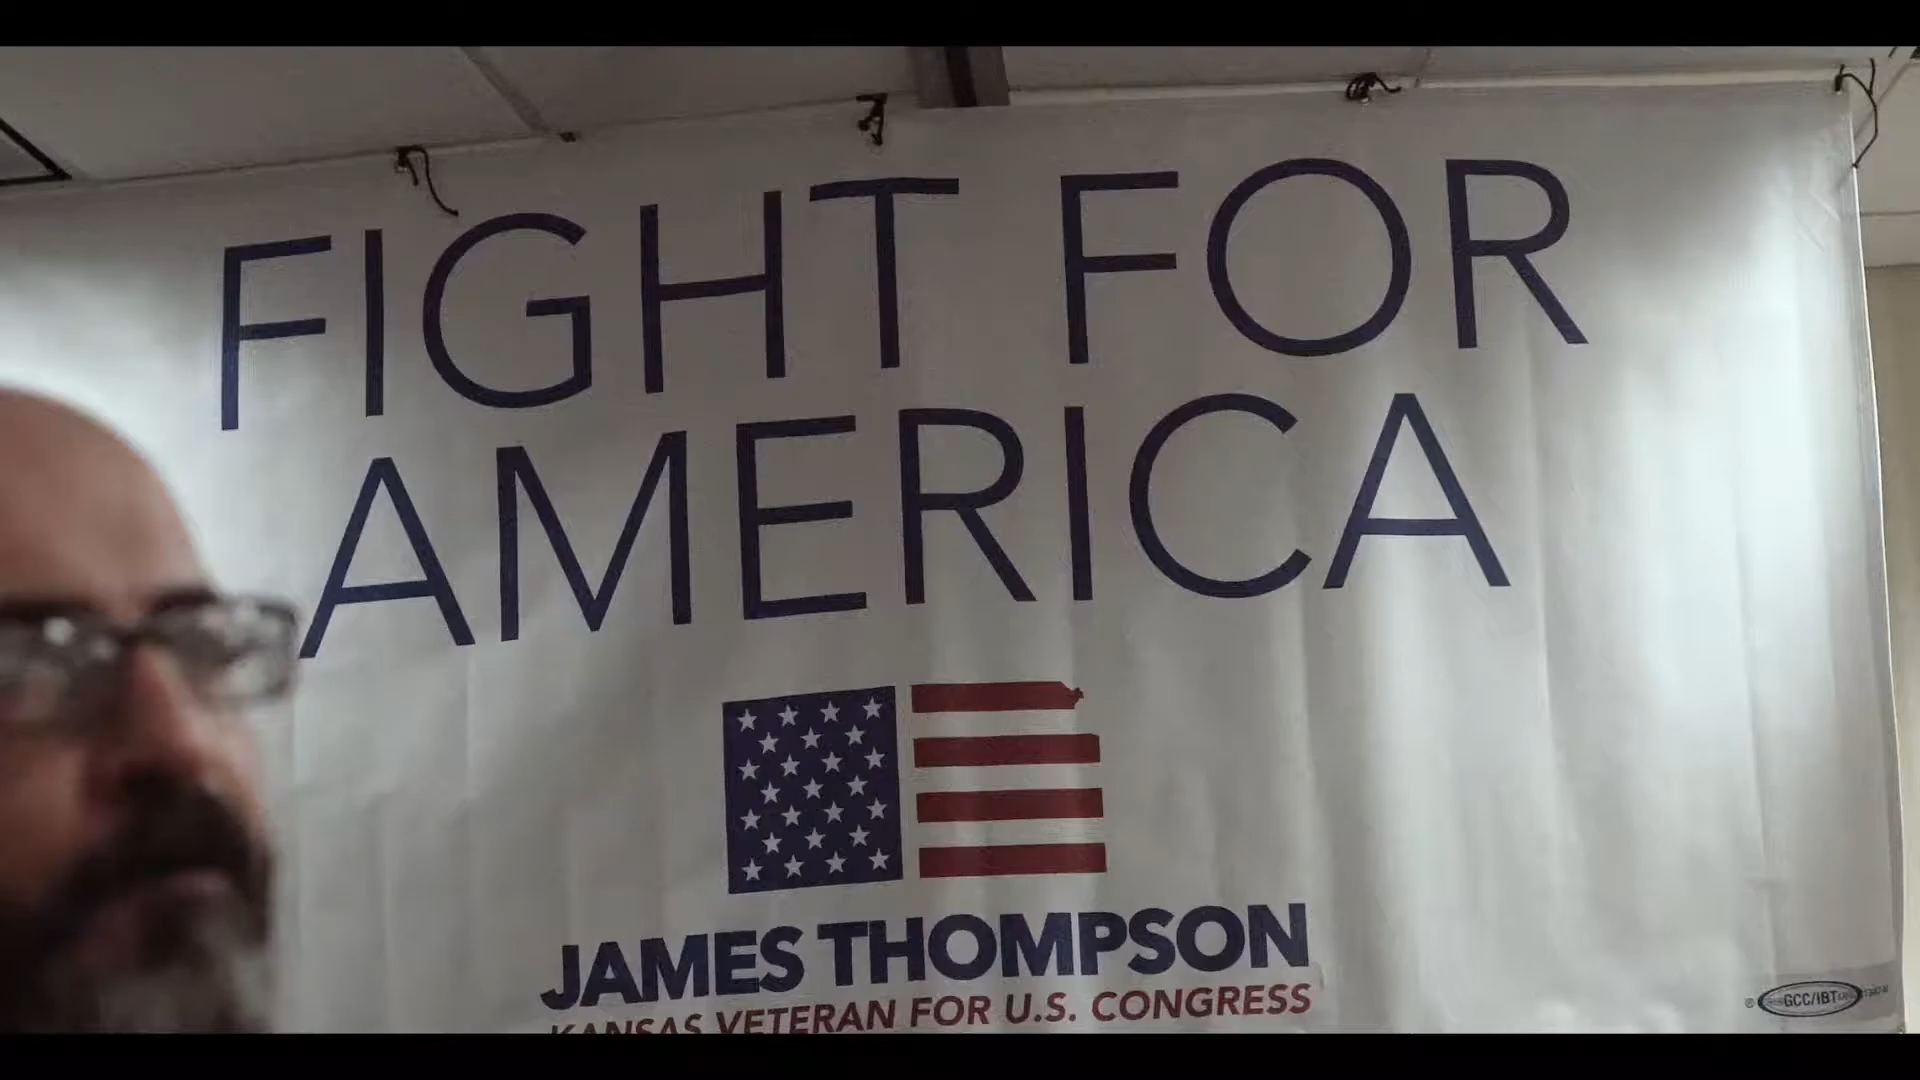 FIGHT FOR
AMERICA
JAMES THOMPSON
KANSAS VETERAN FOR U.S. CONGRESS
GCC/IBT